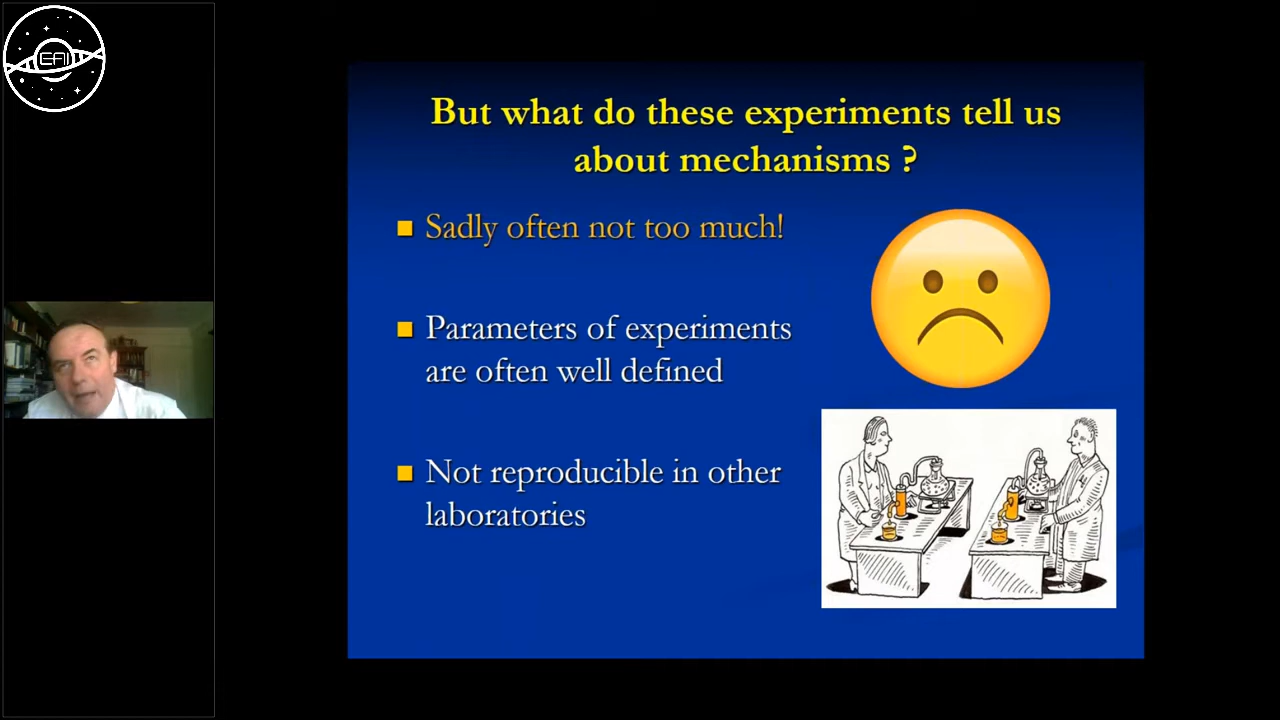 EAI
But what do these experiments tell us
about mechanisms ?
Sadly often not too much!
Parameters of experiments
are often well defined
Not reproducible in other
laboratories